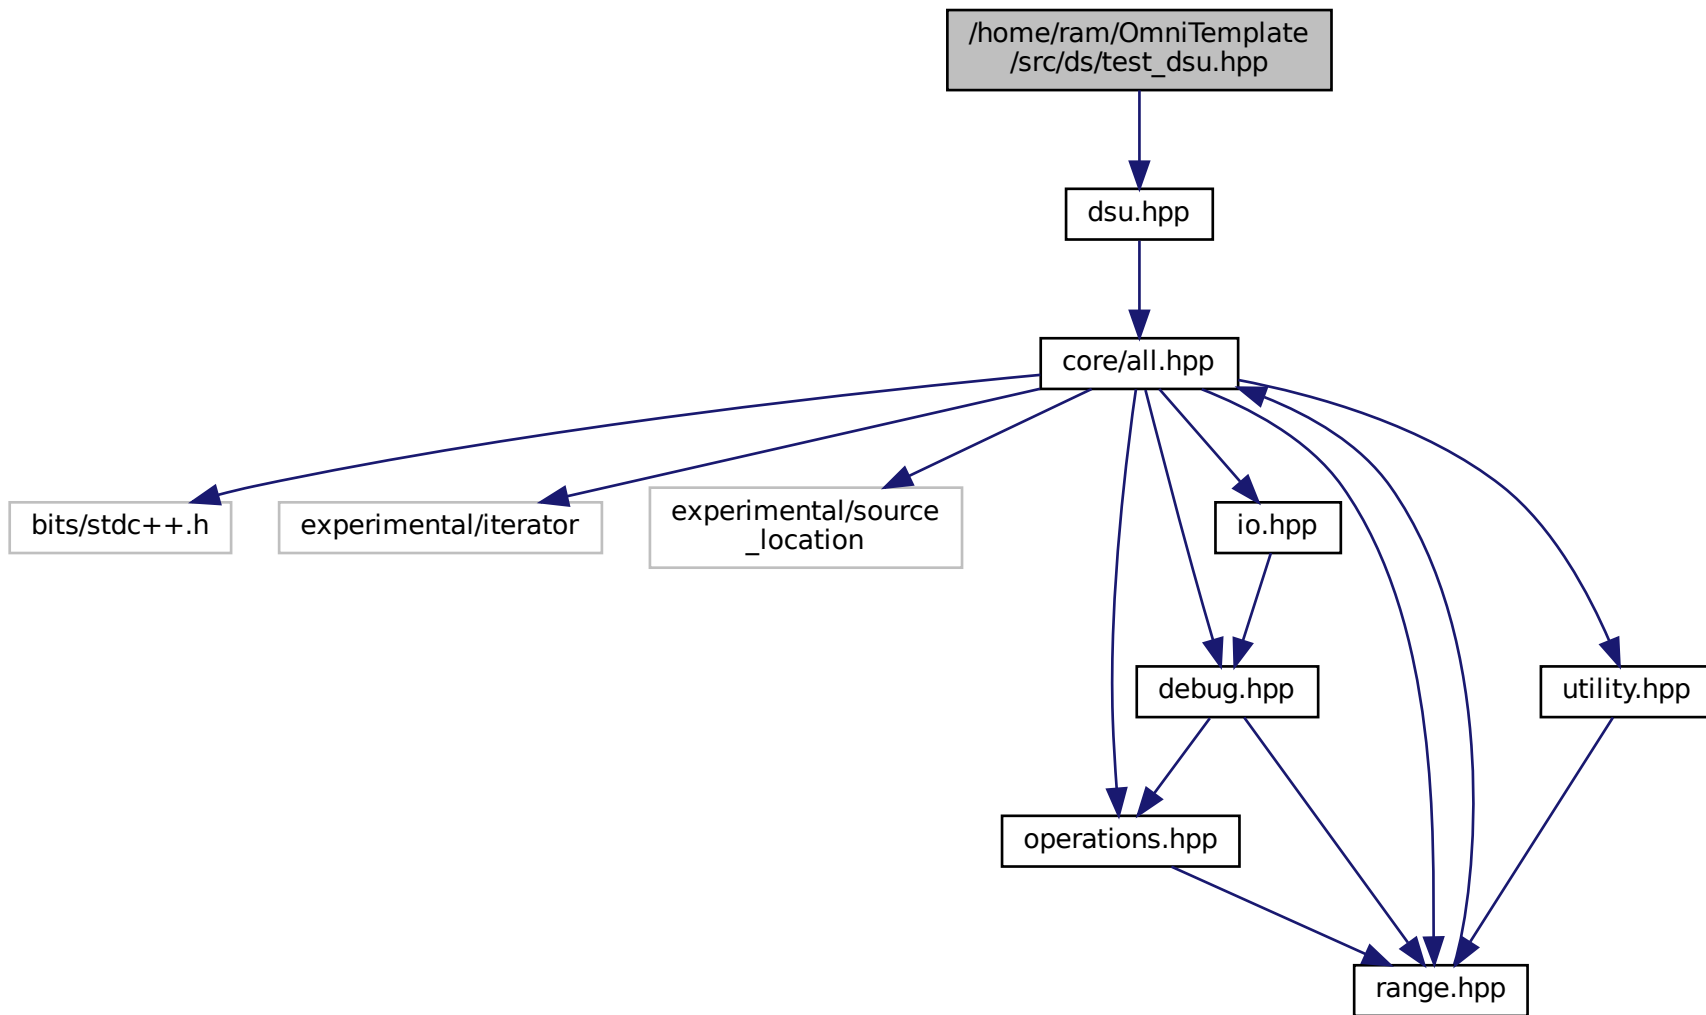 /home/ram/OmniTemplate
/src/ds/test_dsu.hpp
dsu.hpp
core/all.hpp
bits/stdc++.h
experimental/iterator
experimental/source
_location
io.hpp
debug.hpp
utility.hpp
operations.hpp
range.hpp